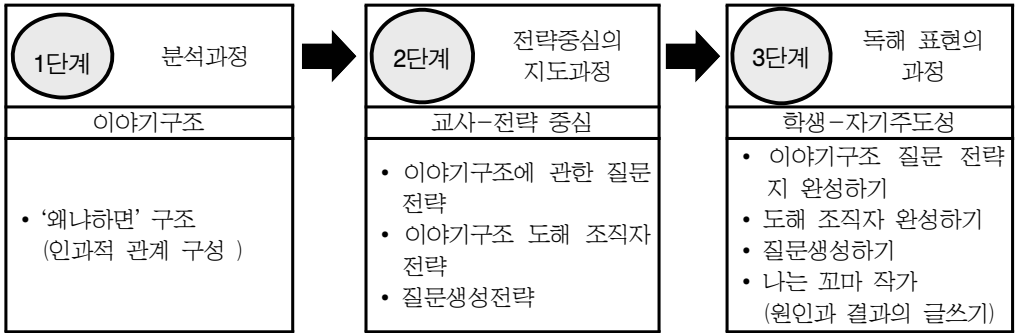 1단계
분석과정
이야기구조
• ‘왜냐하면’ 구조
(인과적 관계 구성 )
2단계
전략중심의
지도과정
교사-전략 중심
• 이야기구조에 관한 질문
전략
• 이야기구조 도해 조직자
전략
• 질문생성전략
3단계
독해 표현의
과정
학생-자기주도성
• 이야기구조 질문 전략
지 완성하기
• 도해 조직자 완성하기
• 질문생성하기
• 나는 꼬마 작가
(원인과 결과의 글쓰기)